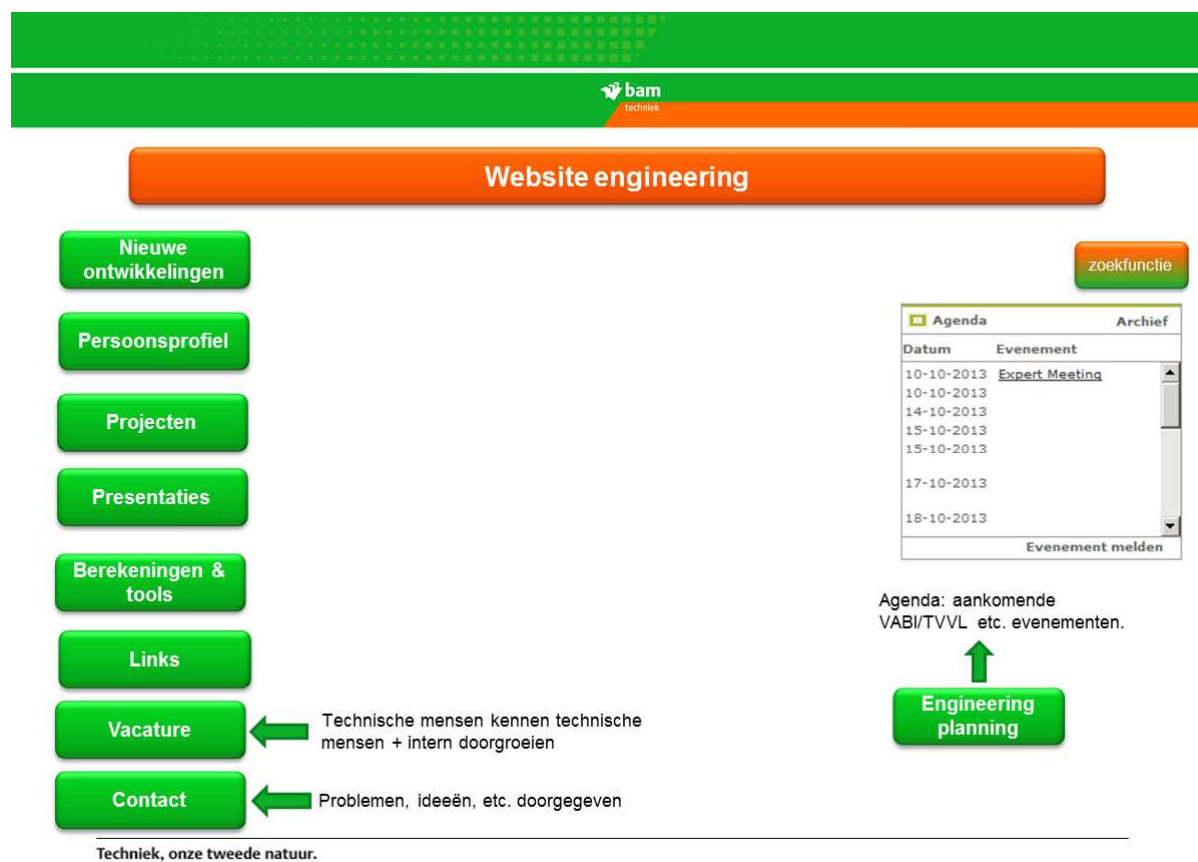 bam
techniek
Website engineering
Nieuwe
ontwikkelingen
zoekfunctie
Persoonsprofiel
Projecten
Presentaties
Berekeningen &
tools
Links
Vacature
Technische mensen kennen technische
mensen + intern doorgroeien
Contact
Problemen, ideeën, etc. doorgegeven
Agenda Archief
Datum Evenement
10-10-2013 Expert Meeting
10-10-2013
14-10-2013
15-10-2013
15-10-2013
17-10-2013
18-10-2013
Evenement melden
Agenda: aankomende
VABI/TVVL etc. evenementen.
Engineering
planning
Techniek, onze tweede natuur.